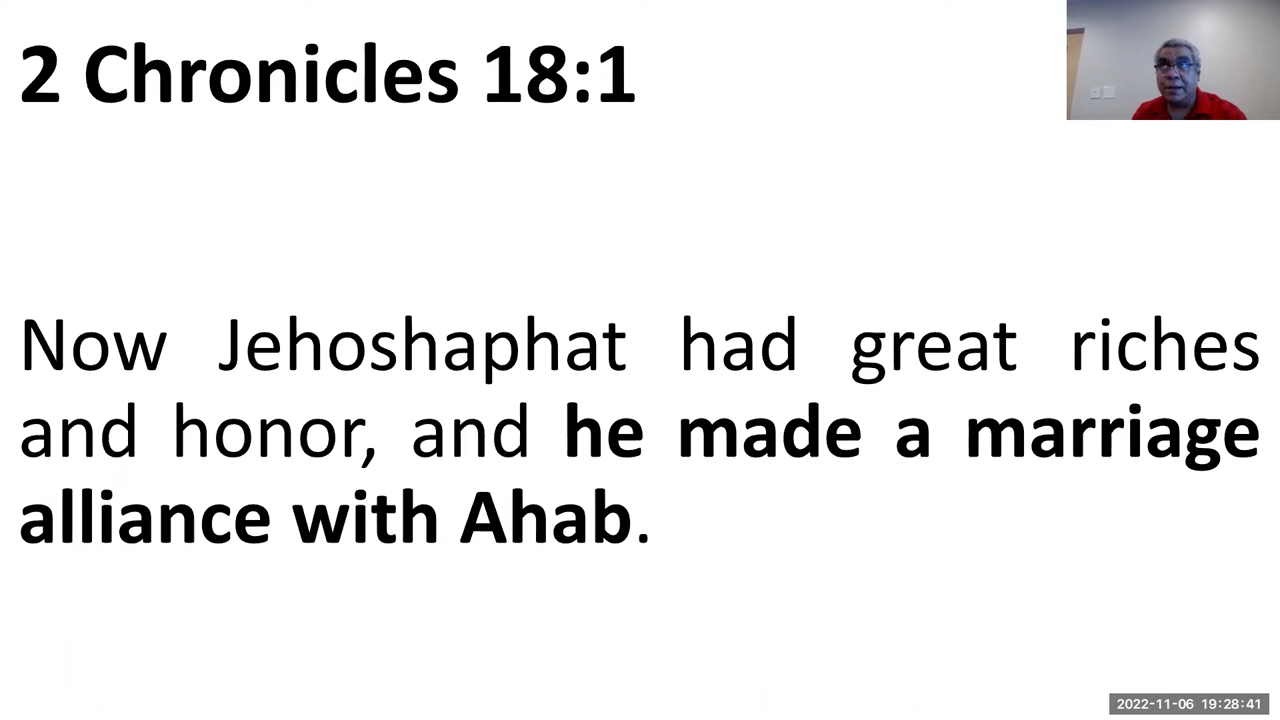 2 Chronicles 18:1
Now Jehoshaphat had great riches
and honor, and he made a marriage
alliance with Ahab.
2022-11-06 19:28:41